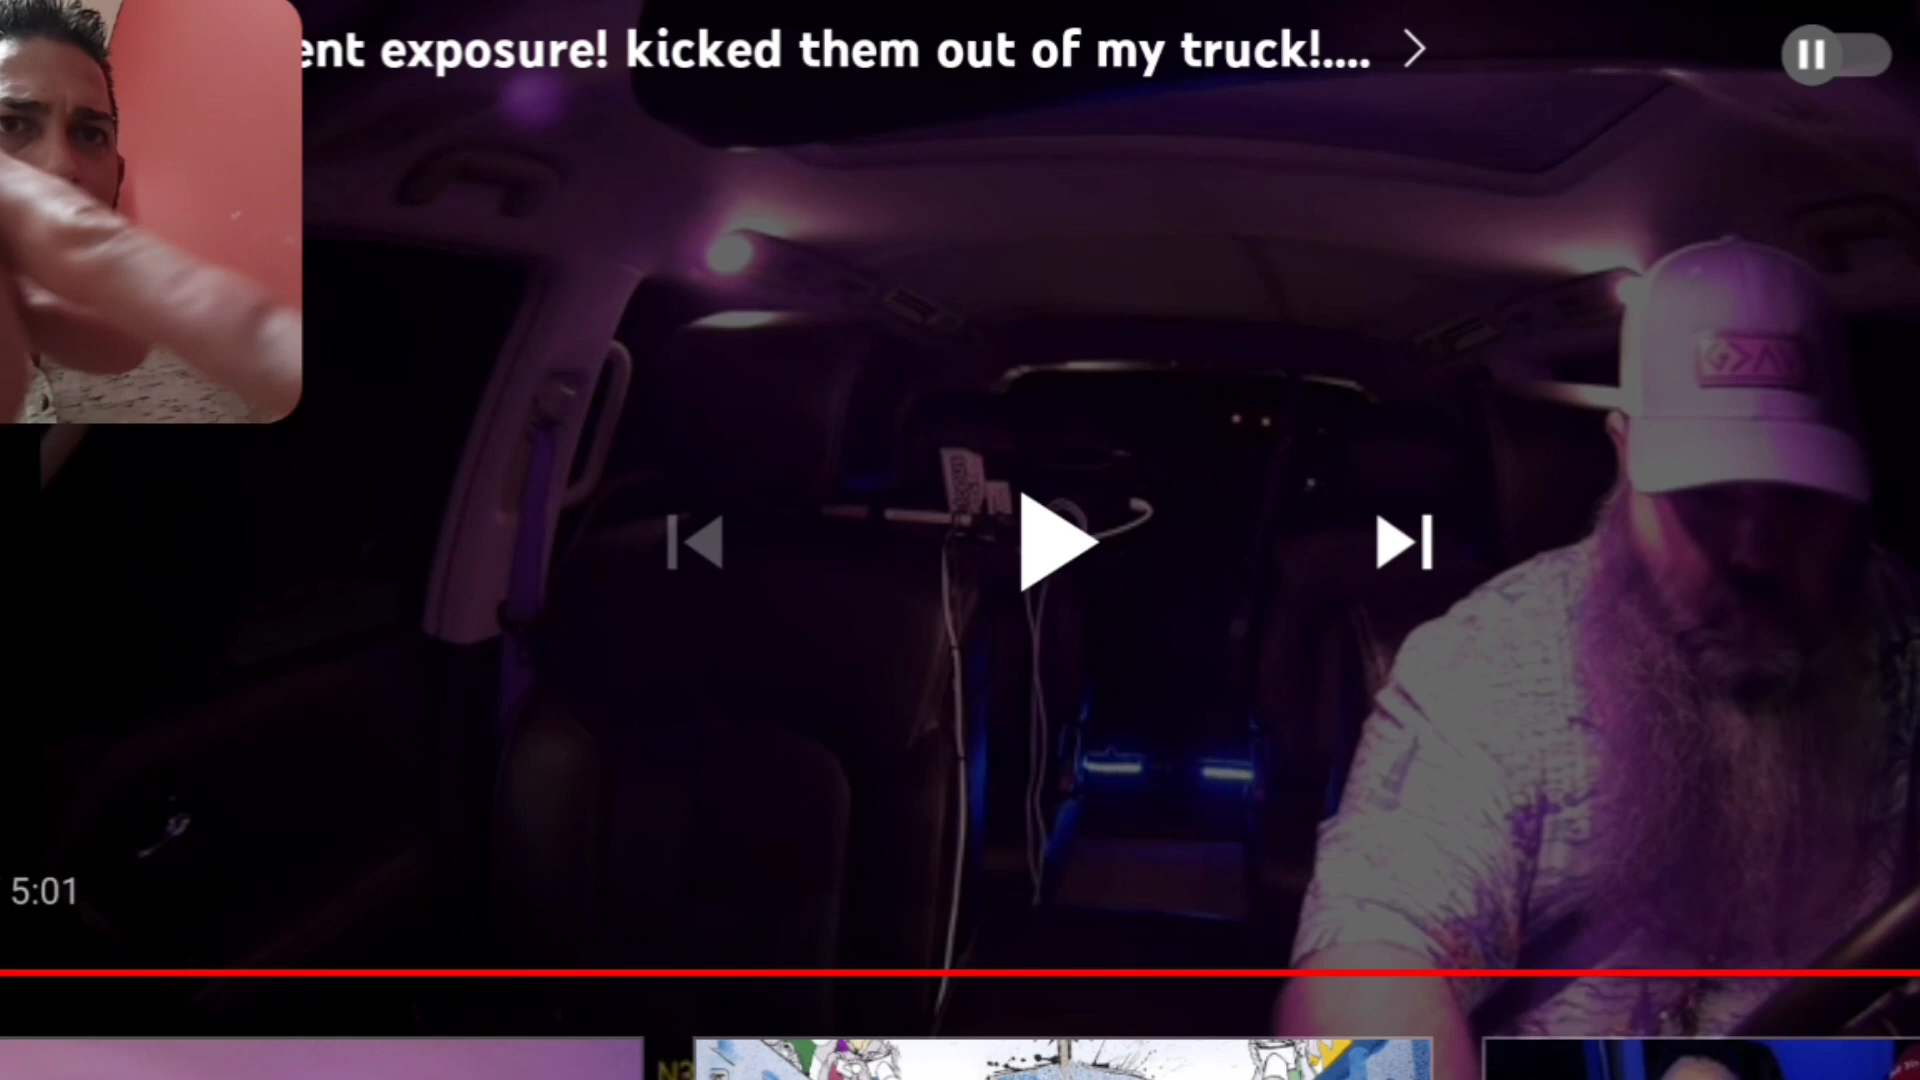 ent exposure! kicked them out of my truck!....
5:01